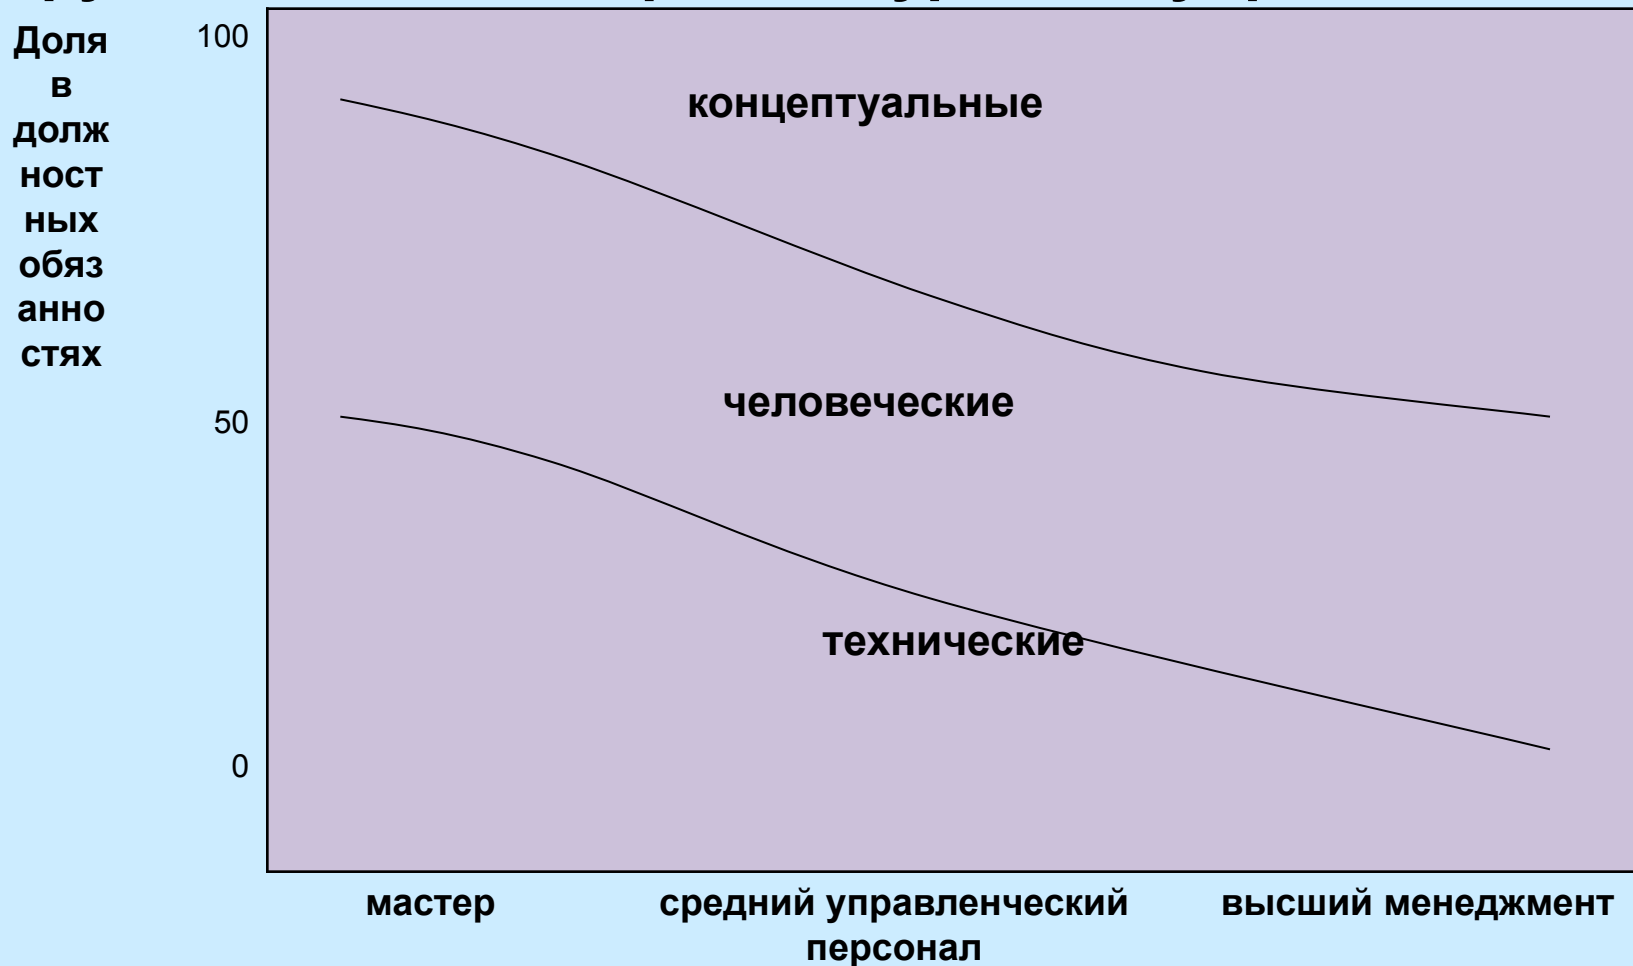 Доля
в
долж
ност
ных
обяз
анно
стях
100
50
0
концептуальные
человеческие
технические
мастер
средний управленческий
персонал
высший менеджмент